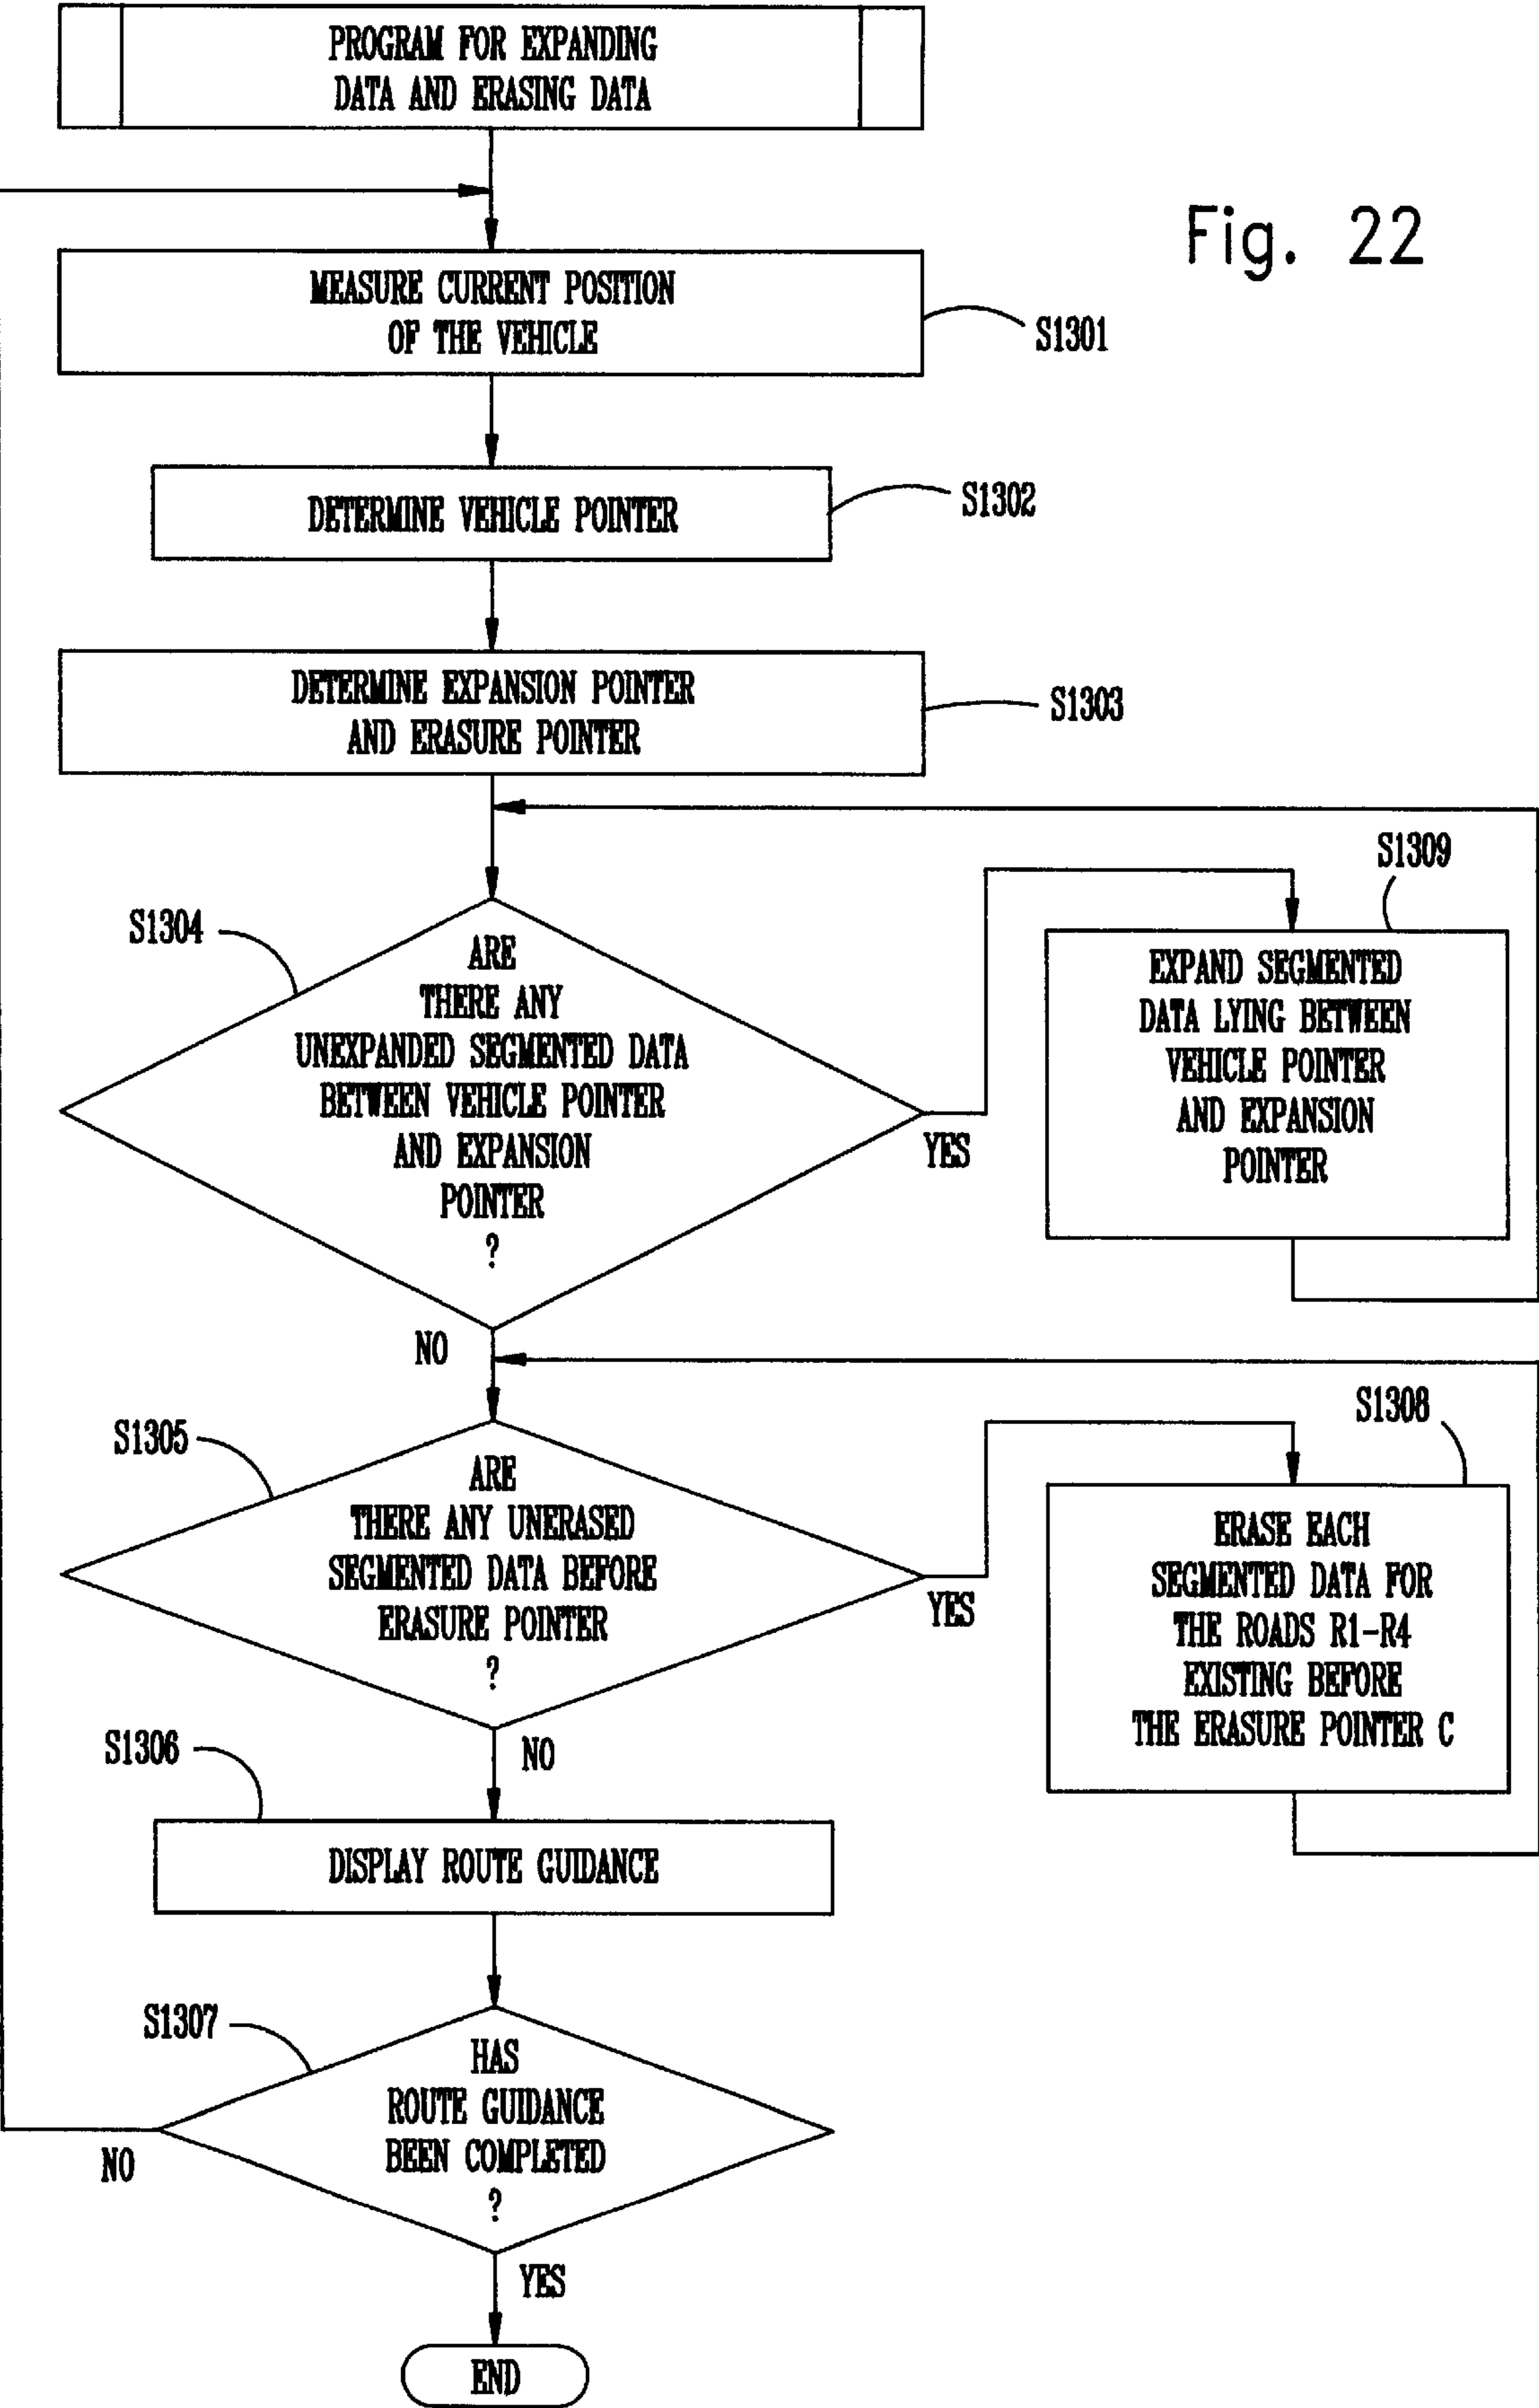 PROGRAM FOR EXPANDING
DATA AND ERASING DATA
Fig. 22
MEASURE CURRENT POSITION
OF THE VEHICLE
S1301
DETERMINE VEHICLE POINTER
S1302
DETERMINE EXPANSION POINTER
AND ERASURE POINTER
S1303
S1304
ARE
THERE ANY
UNEXPANDED SEGMENTED DATA
BETWEEN VEHICLE POINTER
AND EXPANSION
POINTER
?
YES
NO
S1309
EXPAND SEGMENTED
DATA LYING BETWEEN
VEHICLE POINTER
AND EXPANSION
POINTER
S1305
ARE
THERE ANY UNERASED
SEGMENTED DATA BEFORE
ERASURE POINTER
?
YES
NO
S1308
ERASE EACH
SEGMENTED DATA FOR
THE ROADS R1-R4
EXISTING BEFORE
THE ERASURE POINTER C
S1306
DISPLAY ROUTE GUIDANCE
S1307
HAS
ROUTE GUIDANCE
BEEN COMPLETED
?
NO
YES
END